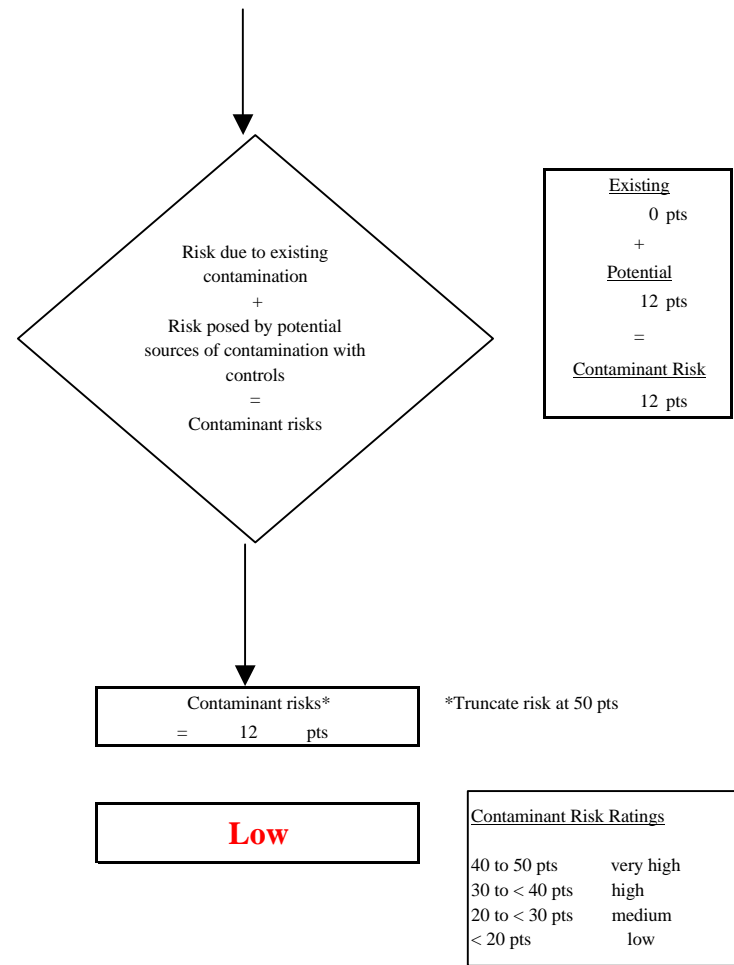 Risk due to existing
contamination
+
Risk posed by potential
sources of contamination with
controls
=
Contaminant risks
Existing
0 pts
+
Potential
12 pts
=
Contaminant Risk
12 pts
Contaminant risks*
= 12 pts
*Truncate risk at 50 pts
Low
Contaminant Risk Ratings
40 to 50 pts very high
30 to < 40 pts high
20 to < 30 pts medium
< 20 pts low